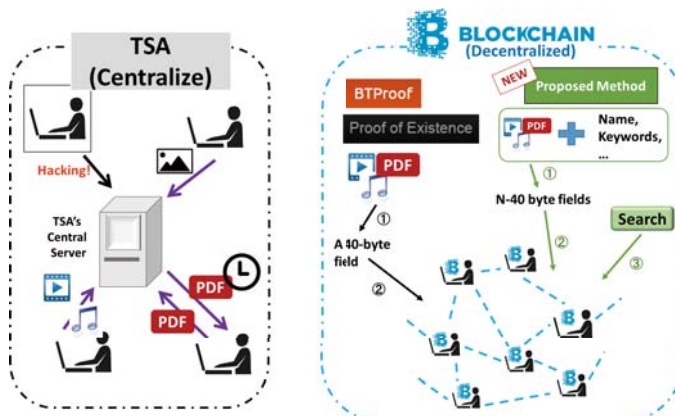 TSA
(Centralize)
Hacking!
TSA's
Central
Server
PDF
PDF
BLOCKCHAIN
(Decentralized)
BTProof
Proof of Existence
PDF
①
A 40-byte
field
②
NEW
Proposed Method
PDF
Name,
Keywords,
...
①
N-40 byte fields
②
Search
③